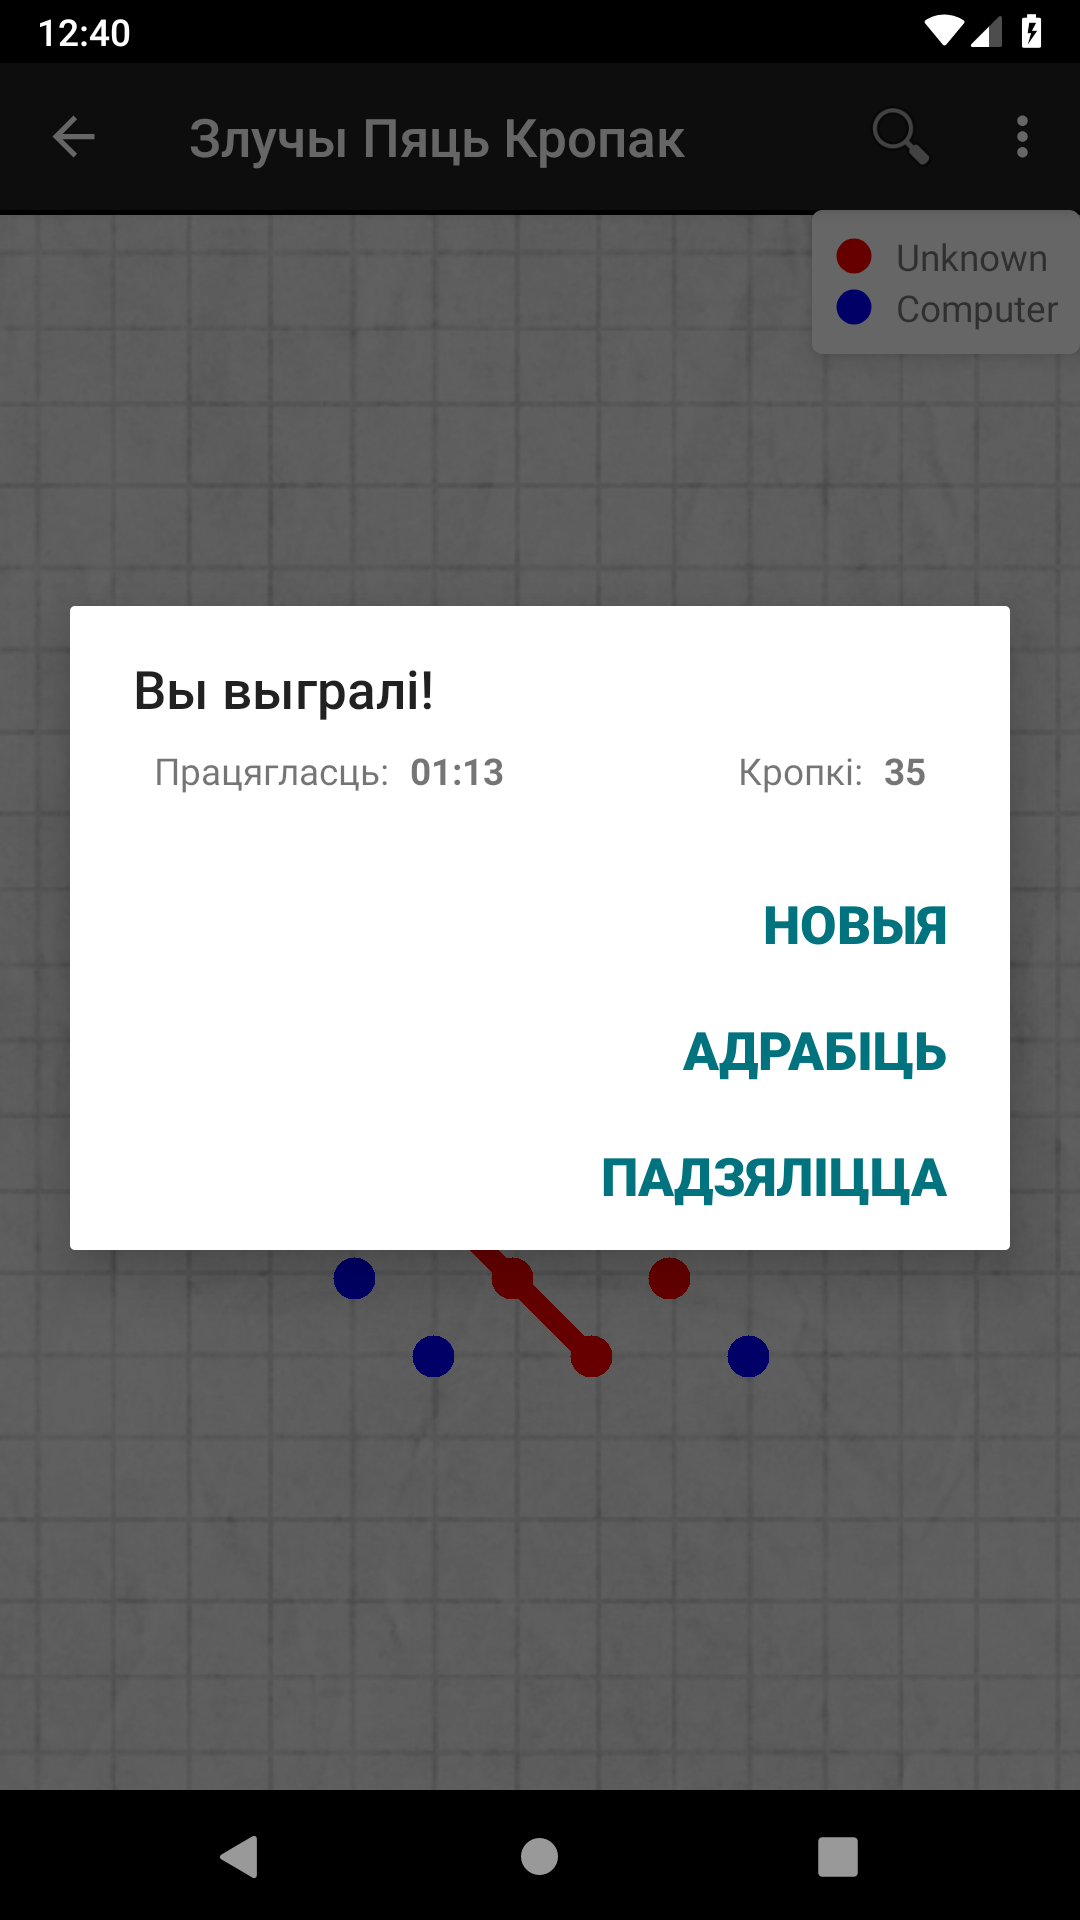 12:40
Злучы Пяць Кропак
Unknown
Computer
Вы выгралі!
Працягласць: 01:13 Кропкі: 35
НОВЫЯ
АДРАБІЦЬ
ПАДЗЯЛІЦЦА